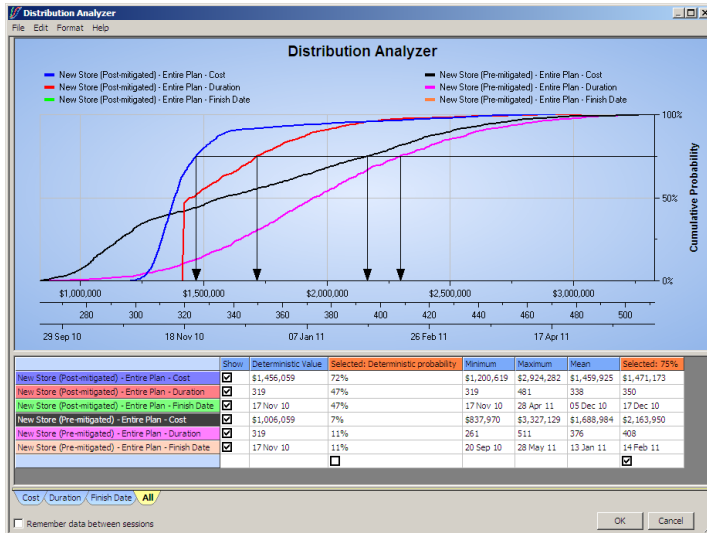 Distribution Analyzer
File Edit Format Help
Distribution Analyzer
New Store (Post-mitigated) - Entire Plan - Cost New Store (Pre-mitigated) - Entire Plan - Cost
New Store (Post-mitigated) - Entire Plan - Duration New Store (Pre-mitigated) - Entire Plan - Duration
New Store (Post-mitigated) - Entire Plan - Finish Date New Store (Pre-mitigated) - Entire Plan - Finish Date
100%
50%
0%
Cumulative Probability
$1,000,000 $1,500,000 $2,000,000 $2,500,000 $3,000,000
280 300 320 340 360 380 400 420 440 460 480 500
29 Sep 10 18 Nov 10 07 Jan 11 26 Feb 11 17 Apr 11
Show Deterministic Value Selected: Deterministic probability Minimum Maximum Mean Selected: 75%
New Store (Post-mitigated) - Entire Plan - Cost $1,456,059 72% $1,200,619 $2,924,282 $1,459,925 $1,471,173
New Store (Post-mitigated) - Entire Plan - Duration 319 47% 319 481 338 350
New Store (Post-mitigated) - Entire Plan - Finish Date 17 Nov 10 47% 17 Nov 10 28 Apr 11 05 Dec 10 17 Dec 10
New Store (Pre-mitigated) - Entire Plan - Cost $1,006,059 7% $837,970 $3,327,129 $1,688,984 $2,163,950
New Store (Pre-mitigated) - Entire Plan - Duration 319 11% 261 511 376 408
New Store (Pre-mitigated) - Entire Plan - Finish Date 17 Nov 10 11% 20 Sep 10 28 May 11 13 Jan 11 14 Feb 11
Cost Duration Finish Date All
Remember data between sessions
OK Cancel